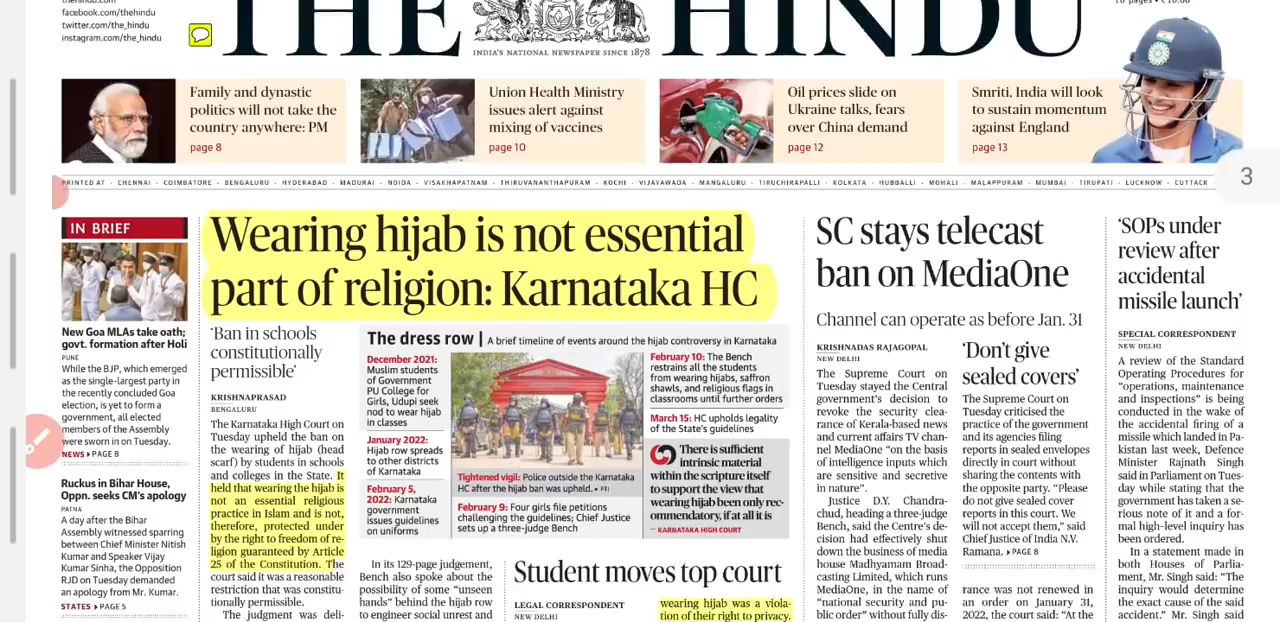 facebook.com/thehindu
twitter.com/the_hindu
instagram.com/the_hindu
THE HINDU
INDIA'S NATIONAL NEWSPAPER SINCE 1878
Family and dynastic
politics will not take the
country anywhere: PM
page 8
Union Health Ministry
issues alert against
mixing of vaccines
page 10
Oil prices slide on
Ukraine talks, fears
over China demand
page 12
Smriti, India will look
to sustain momentum
against England
page 13
PRINTED AT · CHENNAI · COIMBATORE · BENGALURU · HYDERABAD · MADURAI · NOIDA · VISAKHAPATNAM · THIRUVANANTHAPURAM · KOCHI · VIJAYAWADA · MANGALURU · TIRUCHIRAPALLI · KOLKATA · HUBBALLI · MOHALI · MALAPPURAM · MUMBAI · TIRUPATI · LUCKNOW · CUTTACK
3
IN BRIEF
New Goa MLAs take oath;
govt. formation after Holi
PUNE
While the BJP, which emerged
as the single-largest party in
the recently concluded Goa
election, is yet to form a
government, all elected
members of the Assembly
were sworn in on Tuesday.
NEWS ▸ PAGE 8
Ruckus in Bihar House,
Oppn. seeks CM's apology
PATNA
A day after the Bihar
Assembly witnessed sparring
between Chief Minister Nitish
Kumar and Speaker Vijay
Kumar Sinha, the Opposition
RJD on Tuesday demanded
an apology from Mr. Kumar.
STATES ▸ PAGE 5
Wearing hijab is not essential
part of religion: Karnataka HC
'Ban in schools
constitutionally
permissible'
KRISHNAPRASAD
BENGALURU
The Karnataka High Court on
Tuesday upheld the ban on
the wearing of hijab (head
scarf) by students in schools
and colleges in the State. It
held that wearing the hijab is
not an essential religious
practice in Islam and is not,
therefore, protected under
by the right to freedom of re-
ligion guaranteed by Article
25 of the Constitution. The
court said it was a reasonable
restriction that was constitu-
tionally permissible.
The judgment was deli-
The dress row | A brief timeline of events around the hijab controversy in Karnataka
December 2021:
Muslim students
of Government
PU College for
Girls, Udupi seek
nod to wear hijab
in classes
January 2022:
Hijab row spreads
to other districts
of Karnataka
February 5,
2022: Karnataka
government
issues guidelines
on uniforms
Tightened vigil: Police outside the Karnataka
HC after the hijab ban was upheld. • PTI
February 9: Four girls file petitions
challenging the guidelines; Chief Justice
sets up a three-judge Bench
February 10: The Bench
restrains all the students
from wearing hijabs, saffron
shawls, and religious flags in
classrooms until further orders
March 15: HC upholds legality
of the State's guidelines
There is sufficient
intrinsic material
within the scripture itself
to support the view that
wearing hijab has been only rec-
ommendatory, if at all it is
— KARNATAKA HIGH COURT
In its 129-page judgement,
Bench also spoke about the
possibility of some "unseen
hands" behind the hijab row
to engineer social unrest and
Student moves top court
LEGAL CORRESPONDENT
NEW DELHI
wearing hijab was a viola-
tion of their right to privacy.
SC stays telecast
ban on MediaOne
Channel can operate as before Jan. 31
KRISHNADAS RAJAGOPAL
NEW DELHI
The Supreme Court on
Tuesday stayed the Central
government's decision to
revoke the security clea-
rance of Kerala-based news
and current affairs TV chan-
nel MediaOne "on the basis
of intelligence inputs which
are sensitive and secretive
in nature".
Justice D.Y. Chandra-
chud, heading a three-judge
Bench, said the Centre's de-
cision had effectively shut
down the business of media
house Madhyamam Broad-
casting Limited, which runs
MediaOne, in the name of
"national security and pu-
blic order" without fully dis-
'Don't give
sealed covers'
The Supreme Court on
Tuesday criticised the
practice of the government
and its agencies filing
reports in sealed envelopes
directly in court without
sharing the contents with
the opposite party. "Please
do not give sealed cover
reports in this court. We
will not accept them," said
Chief Justice of India N.V.
Ramana. ▸ PAGE 8
rance was not renewed in
an order on January 31,
2022, the court said: "At the
'SOPs under
review after
accidental
missile launch'
SPECIAL CORRESPONDENT
NEW DELHI
A review of the Standard
Operating Procedures for
"operations, maintenance
and inspections" is being
conducted in the wake of
the accidental firing of a
missile which landed in Pa-
kistan last week, Defence
Minister Rajnath Singh
said in Parliament on Tues-
day while stating that the
government has taken a se-
rious note of it and a for-
mal high-level inquiry has
been ordered.
In a statement made in
both Houses of Parlia-
ment, Mr. Singh said: "The
inquiry would determine
the exact cause of the said
accident." Mr. Singh said